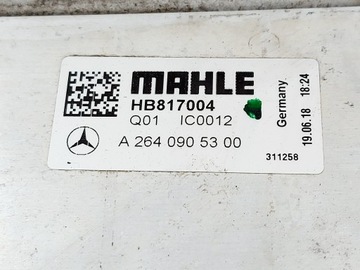 MAHLE
HB817004
Q01 IC0012
A 264 090 53 00
Germany
19.06.18 18:24
311258